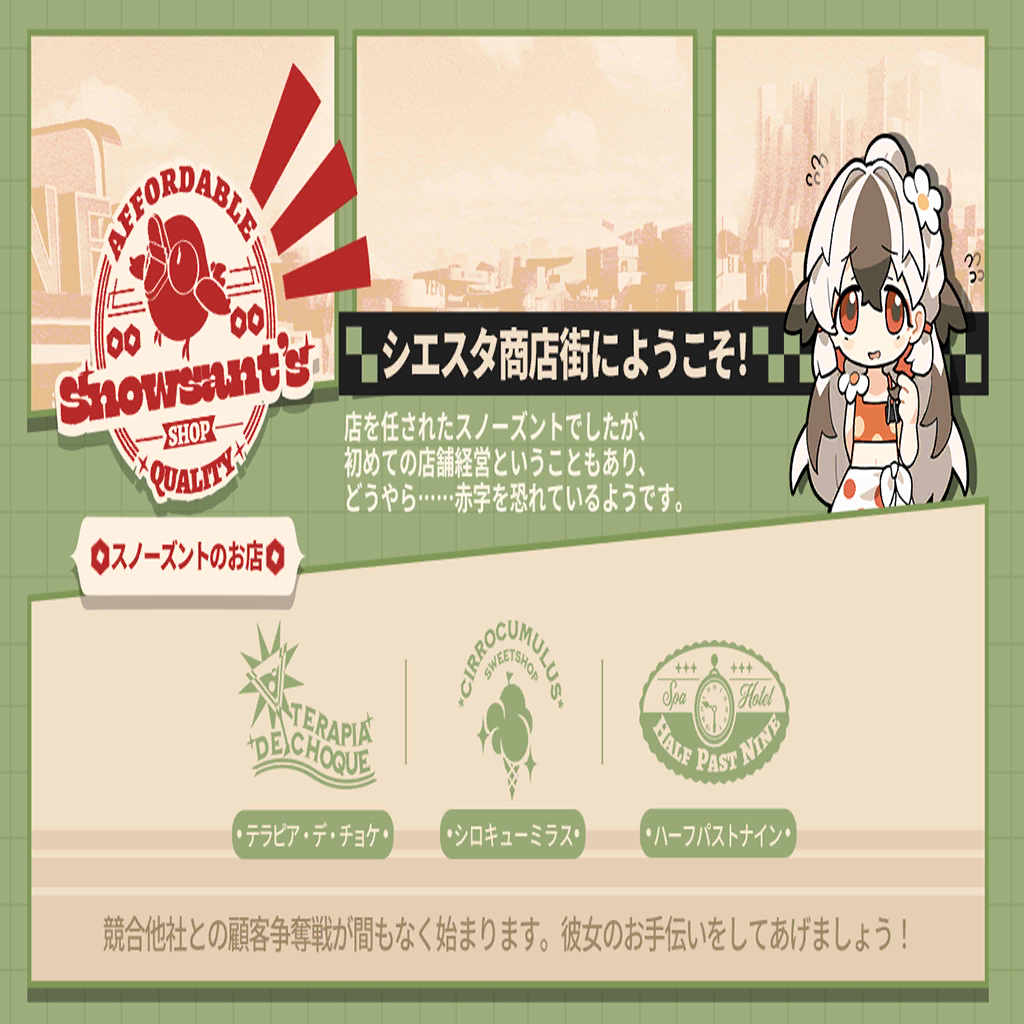 AFFORDABLE
Snowsant's
SHOP
QUALITY
シエスタ商店街にようこそ!
店を任されたスノーズントでしたが、
初めての店舗経営ということもあり、
どうやら……赤字を恐れているようです。
スノーズントのお店
TERAPIA
DE CHOQUE
CIRROCUMULUS
SWEETSHOP
Spa Hotel
HALF PAST NINE
•テラピア・デ・チョケ•
•シロキューミラス•
•ハーフパストナイン•
競合他社との顧客争奪戦が間もなく始まります。彼女のお手伝いをしてあげましょう！